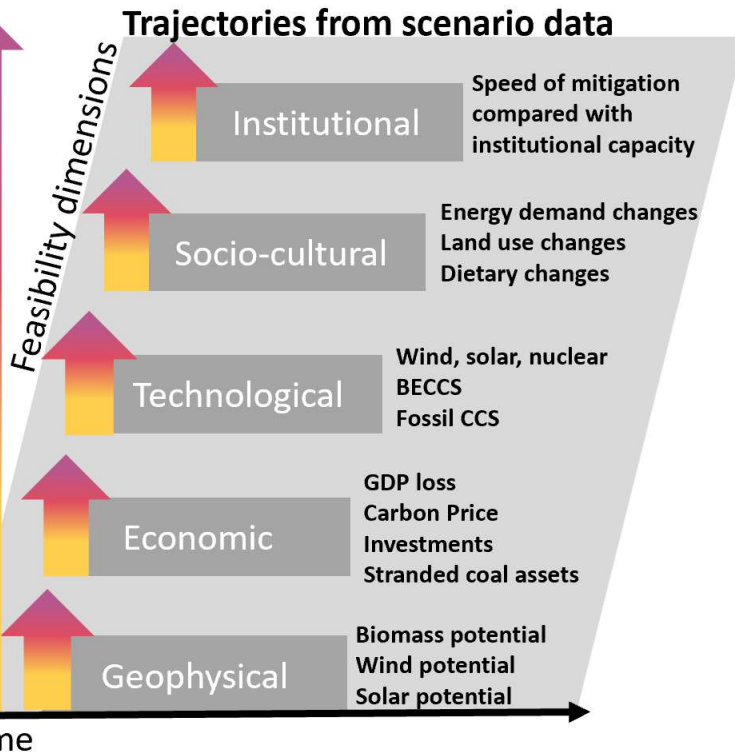 Trajectories from scenario data
Feasibility dimensions
Institutional
Speed of mitigation
compared with
institutional capacity
Socio-cultural
Energy demand changes
Land use changes
Dietary changes
Technological
Wind, solar, nuclear
BECCS
Fossil CCS
Economic
GDP loss
Carbon Price
Investments
Stranded coal assets
Geophysical
Biomass potential
Wind potential
Solar potential